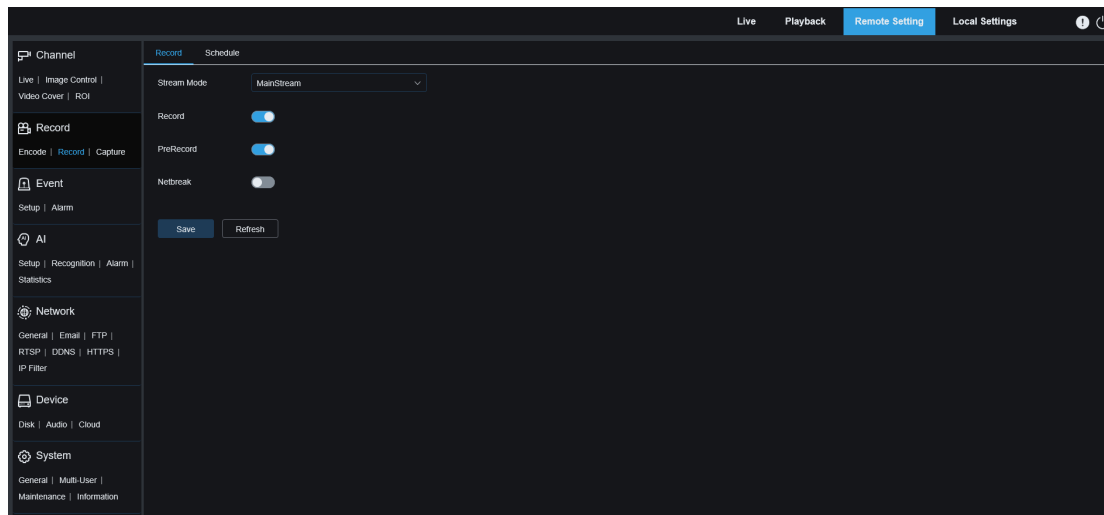 Live Playback Remote Setting Local Settings
Channel
Live | Image Control |
Video Cover | ROI
Record
Encode | Record | Capture
Event
Setup | Alarm
AI
Setup | Recognition | Alarm |
Statistics
Network
General | Email | FTP |
RTSP | DDNS | HTTPS |
IP Filter
Device
Disk | Audio | Cloud
System
General | Multi-User |
Maintenance | Information
Record Schedule
Stream Mode MainStream
Record
PreRecord
Netbreak
Save Refresh